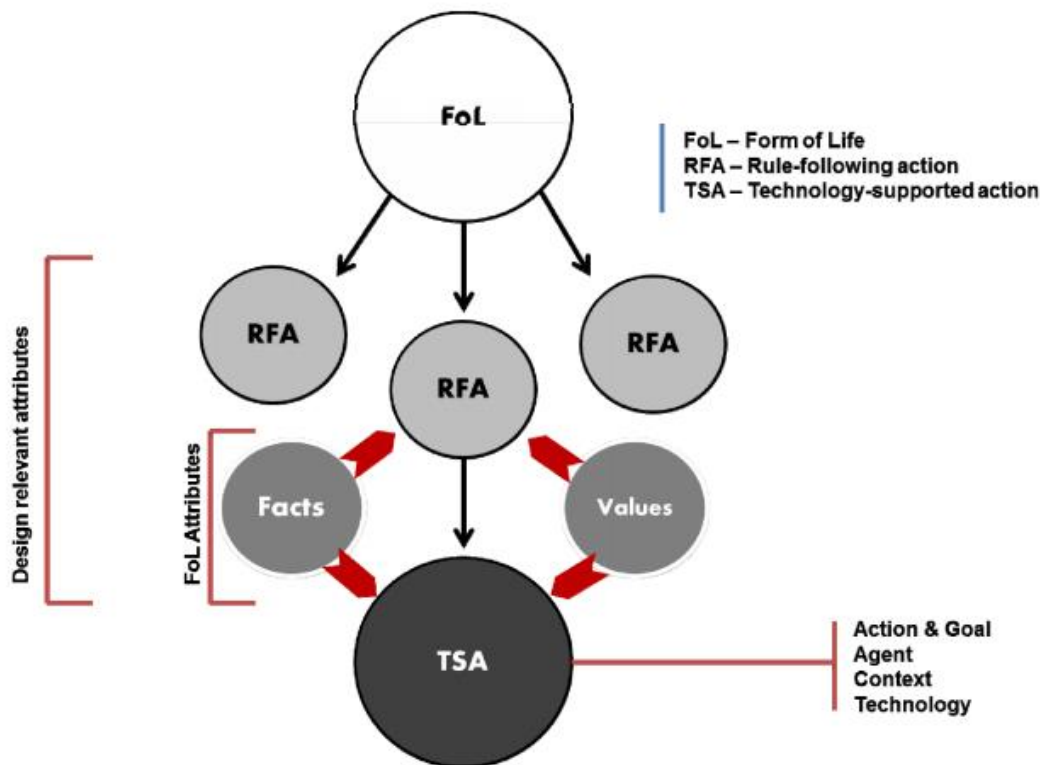 FoL
FoL – Form of Life
RFA – Rule-following action
TSA – Technology-supported action
RFA
RFA
RFA
Design relevant attributes
FoL Attributes
Facts
Values
TSA
Action & Goal
Agent
Context
Technology